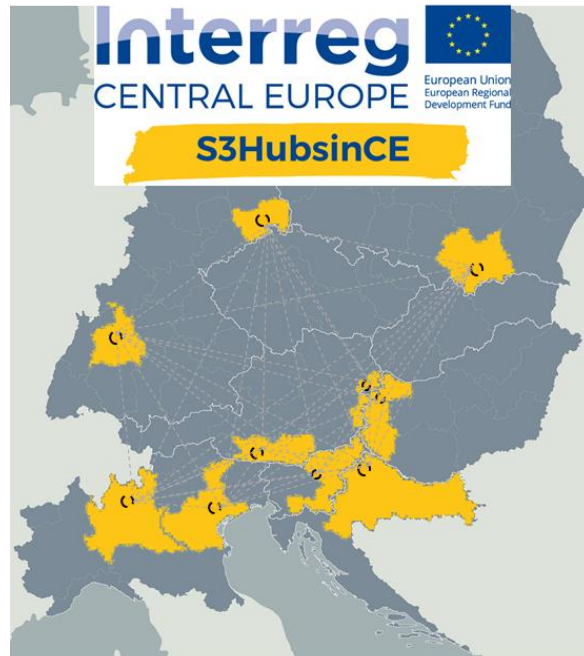 Interreg
CENTRAL EUROPE
European Union
European Regional
Development Fund
S3HubsinCE